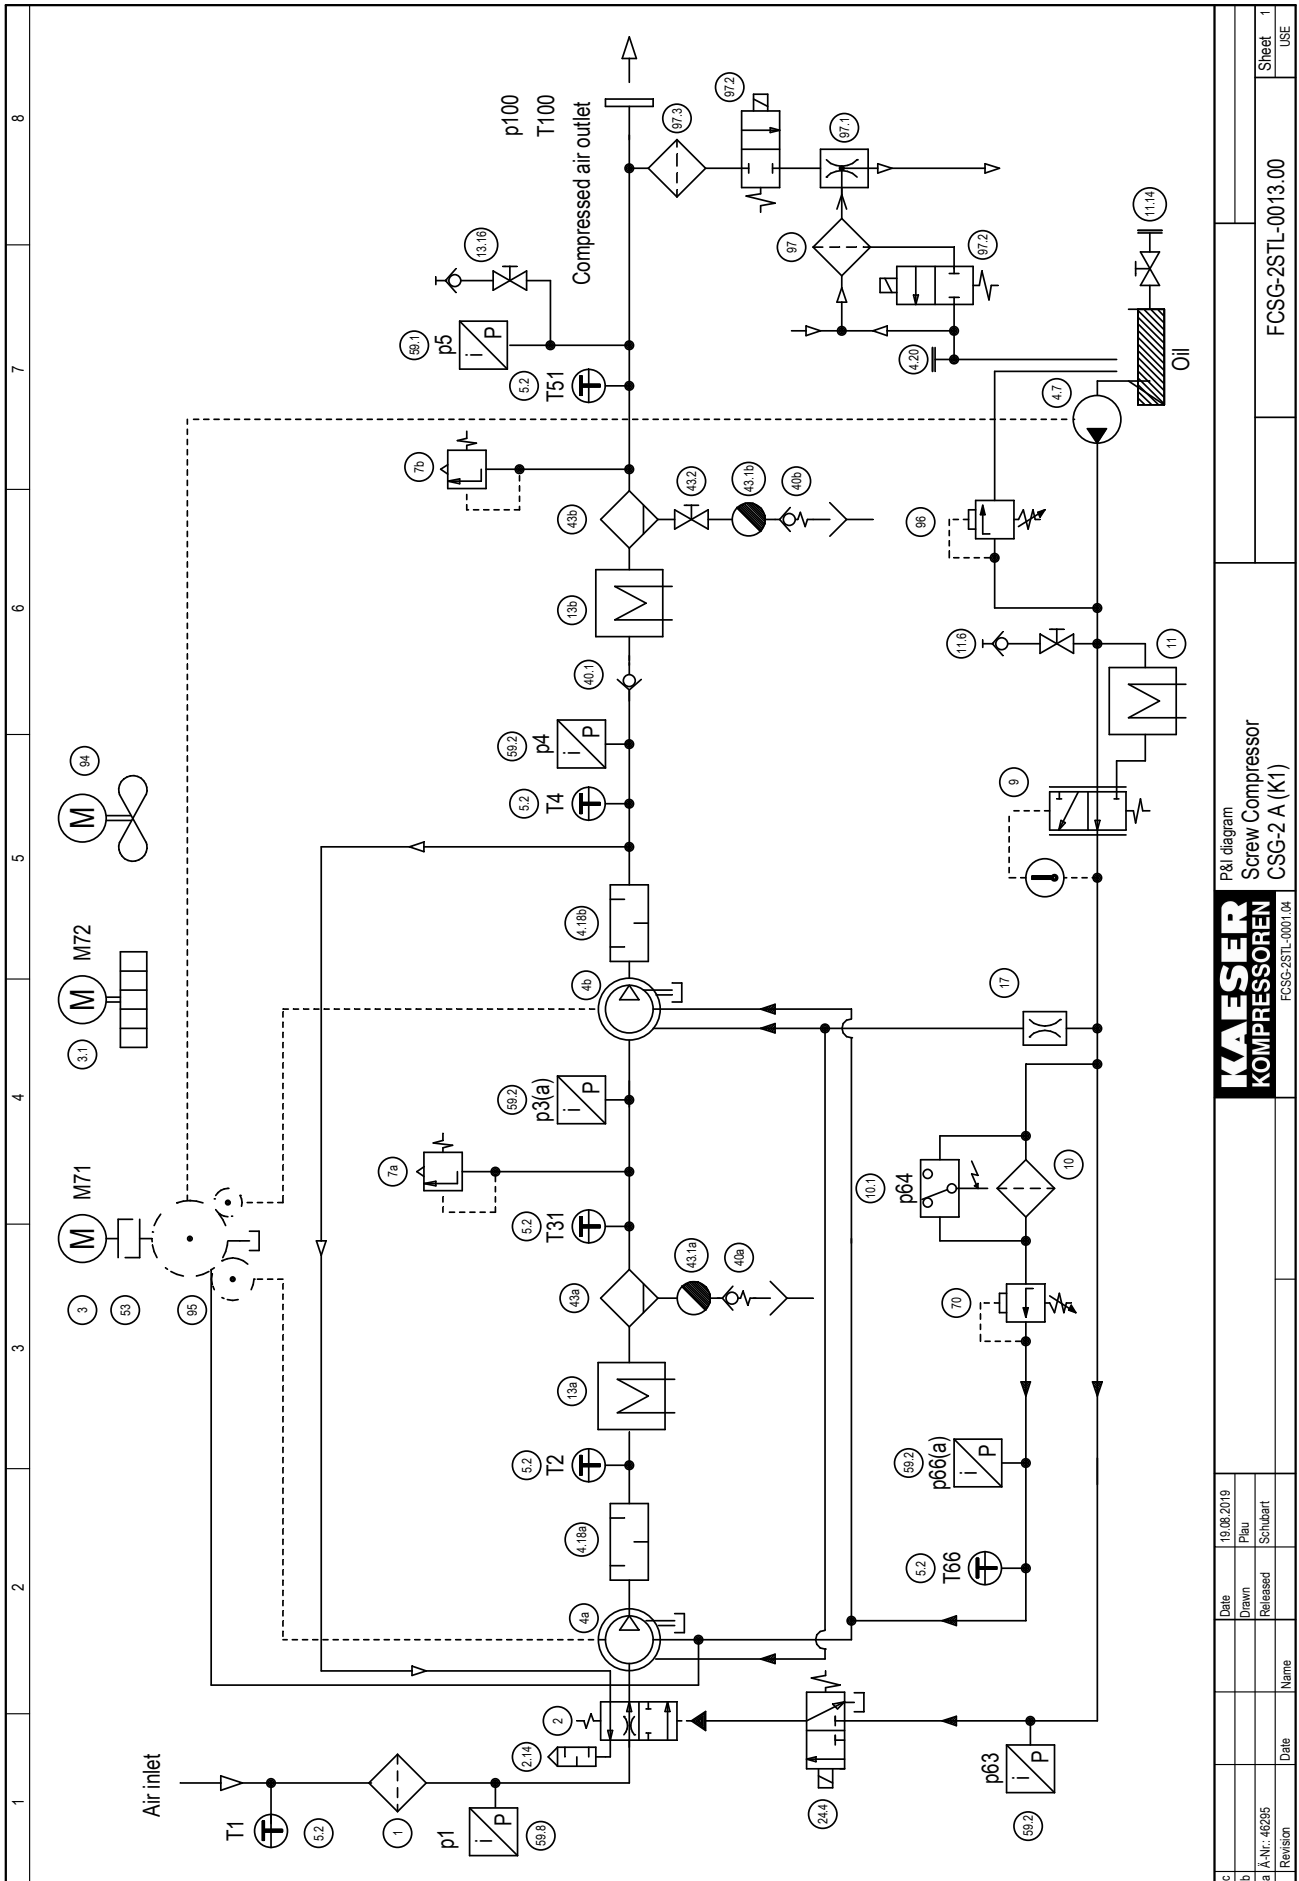 1
2
3
4
5
6
7
8
Air inlet
T1
5.2
1
p1
i
P
59.8
2.14
2
4a
4.18a
T2
5.2
13a
43a
43.1a
40a
T31
5.2
7a
p3(a)
i
P
59.2
4b
4.18b
T4
5.2
p4
i
P
59.2
40.1
13b
43b
43.2
43.1b
40b
7b
T51
5.2
p5
i
P
59.1
13.16
Compressed air outlet
p100
T100
97.3
97.2
97.1
97
97.2
4.20
4.7
Oil
11.14
96
11.6
11
9
17
10.1
p64
10
70
p66(a)
i
P
59.2
T66
5.2
24.4
p63
i
P
59.2
3
M
M71
53
95
3.1
M
M72
M
94
c
b
a
Ä-Nr.: 46295
Revision
Date
Name
Date
19.08.2019
Drawn
Plau
Released
Schubart
KAESER
KOMPRESSOREN
FCSG-2STL-0001.04
P&I diagram
Screw Compressor
CSG-2 A (K1)
FCSG-2STL-0013.00
Sheet 1
USE